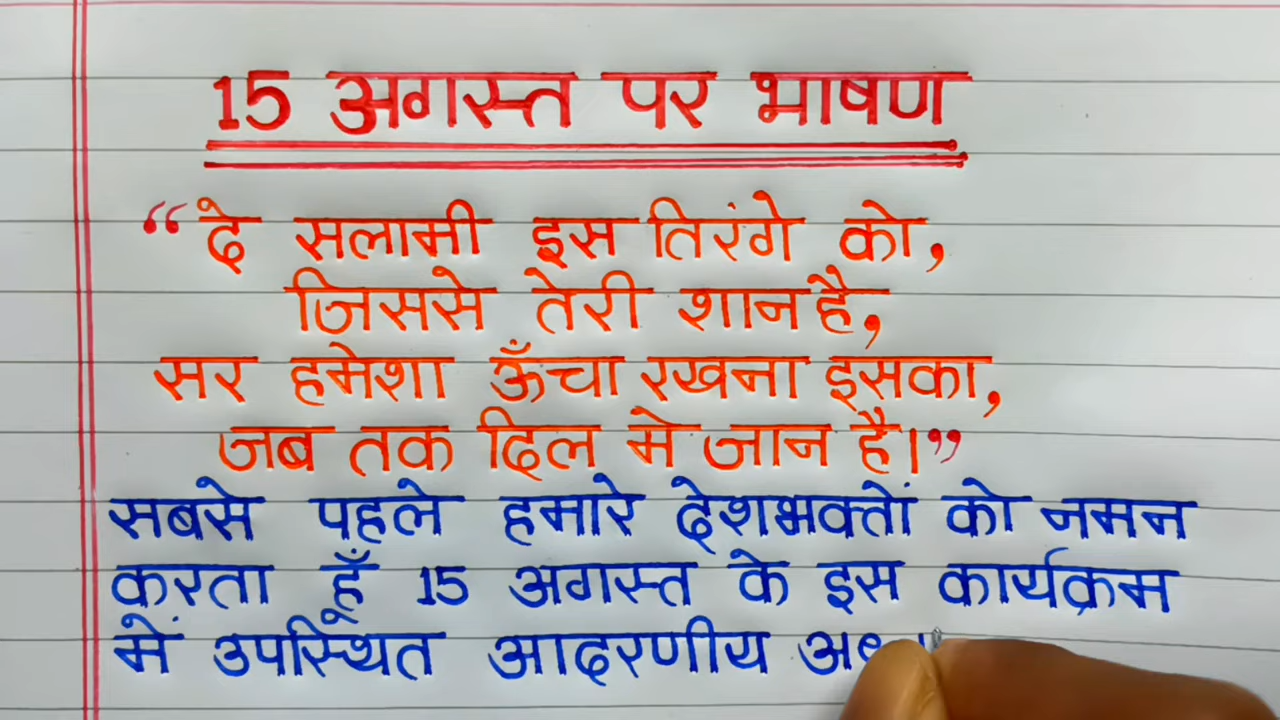 15 अगस्त पर भाषण
“दे सलामी इस तिरंगे को,
जिससे तेरी शान है,
सर हमेशा ऊँचा रखना इसका,
जब तक दिल मे जान है।”
सबसे पहले हमारे देशभक्तों को नमन
करता हूँ 15 अगस्त के इस कार्यक्रम
में उपस्थित आदरणीय